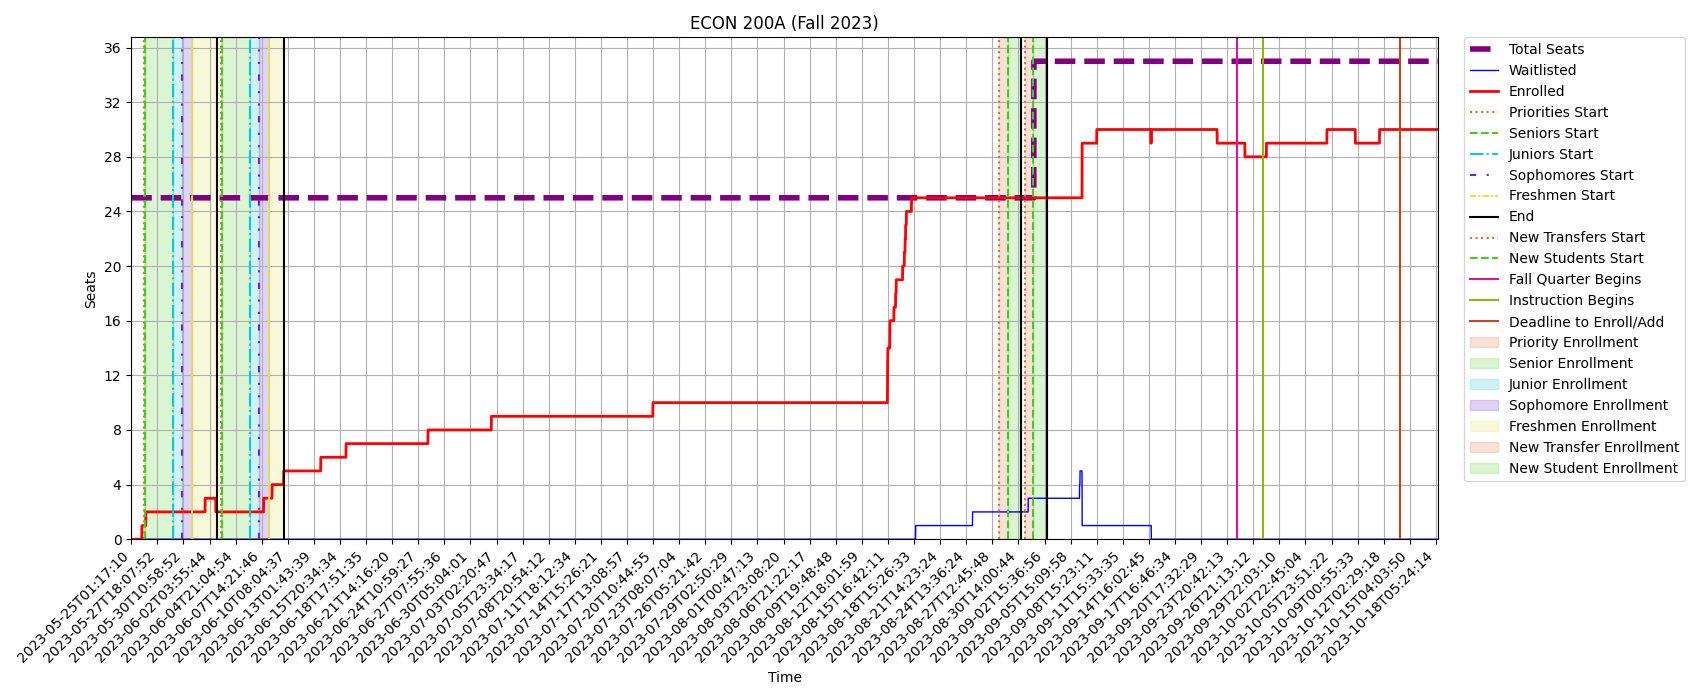 ECON 200A (Fall 2023)
36
32
28
24
20
16
12
8
4
0
Seats
2023-05-25T01:17:10
2023-05-27T18:07:52
2023-05-30T10:58:52
2023-06-02T03:55:44
2023-06-04T21:04:54
2023-06-07T14:21:46
2023-06-10T08:04:37
2023-06-13T01:43:39
2023-06-15T20:34:34
2023-06-18T17:51:35
2023-06-21T14:16:20
2023-06-24T10:59:27
2023-06-27T07:55:36
2023-06-30T05:04:01
2023-07-03T02:20:47
2023-07-05T23:34:17
2023-07-08T20:54:12
2023-07-11T18:12:34
2023-07-14T15:26:21
2023-07-17T13:08:57
2023-07-20T10:44:55
2023-07-23T08:07:04
2023-07-26T05:21:42
2023-07-29T02:50:29
2023-08-01T00:47:13
2023-08-03T23:08:20
2023-08-06T21:22:17
2023-08-09T19:48:48
2023-08-12T18:01:59
2023-08-15T16:42:11
2023-08-18T15:26:33
2023-08-21T14:23:24
2023-08-24T13:36:24
2023-08-27T12:45:48
2023-08-30T14:00:44
2023-09-02T15:36:56
2023-09-05T15:09:58
2023-09-08T15:23:11
2023-09-11T15:33:35
2023-09-14T16:02:45
2023-09-17T16:46:34
2023-09-20T17:32:29
2023-09-23T20:42:13
2023-09-26T21:13:12
2023-09-29T22:03:10
2023-10-02T22:45:04
2023-10-05T23:51:22
2023-10-09T00:55:33
2023-10-12T02:29:18
2023-10-15T04:03:50
2023-10-18T05:24:14
Time
Total Seats
Waitlisted
Enrolled
Priorities Start
Seniors Start
Juniors Start
Sophomores Start
Freshmen Start
End
New Transfers Start
New Students Start
Fall Quarter Begins
Instruction Begins
Deadline to Enroll/Add
Priority Enrollment
Senior Enrollment
Junior Enrollment
Sophomore Enrollment
Freshmen Enrollment
New Transfer Enrollment
New Student Enrollment